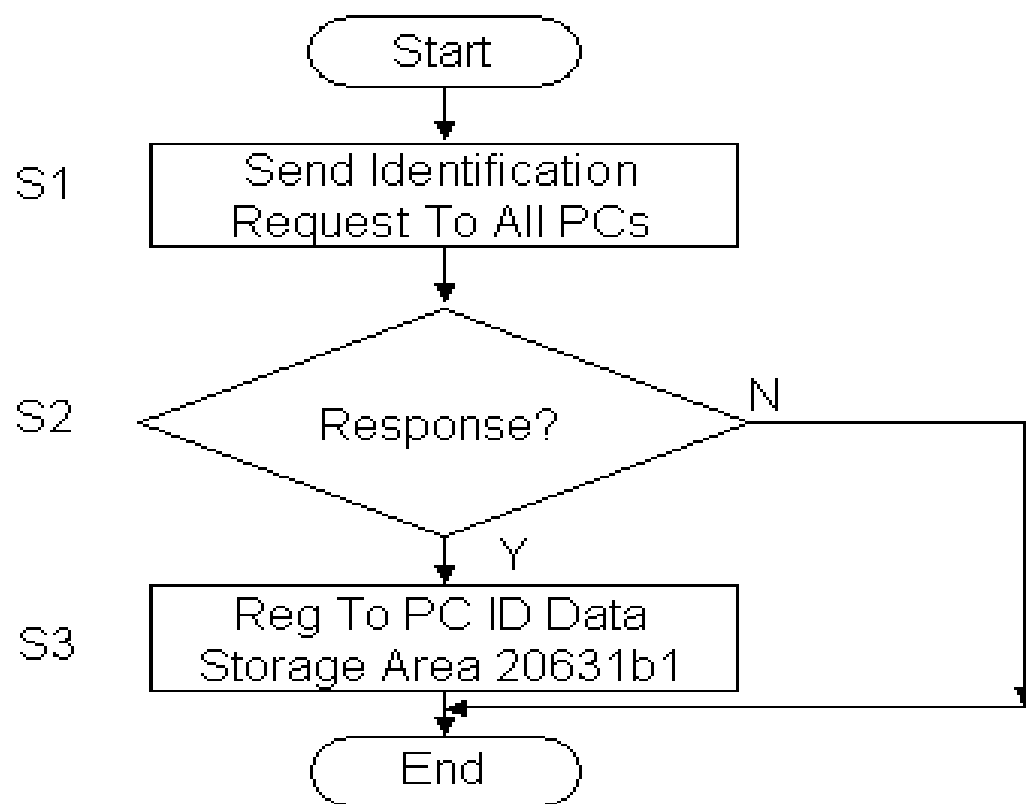 Start
S1
Send Identification
Request To All PCs
S2
Response?
N
Y
S3
Reg To PC ID Data
Storage Area 20631b1
End